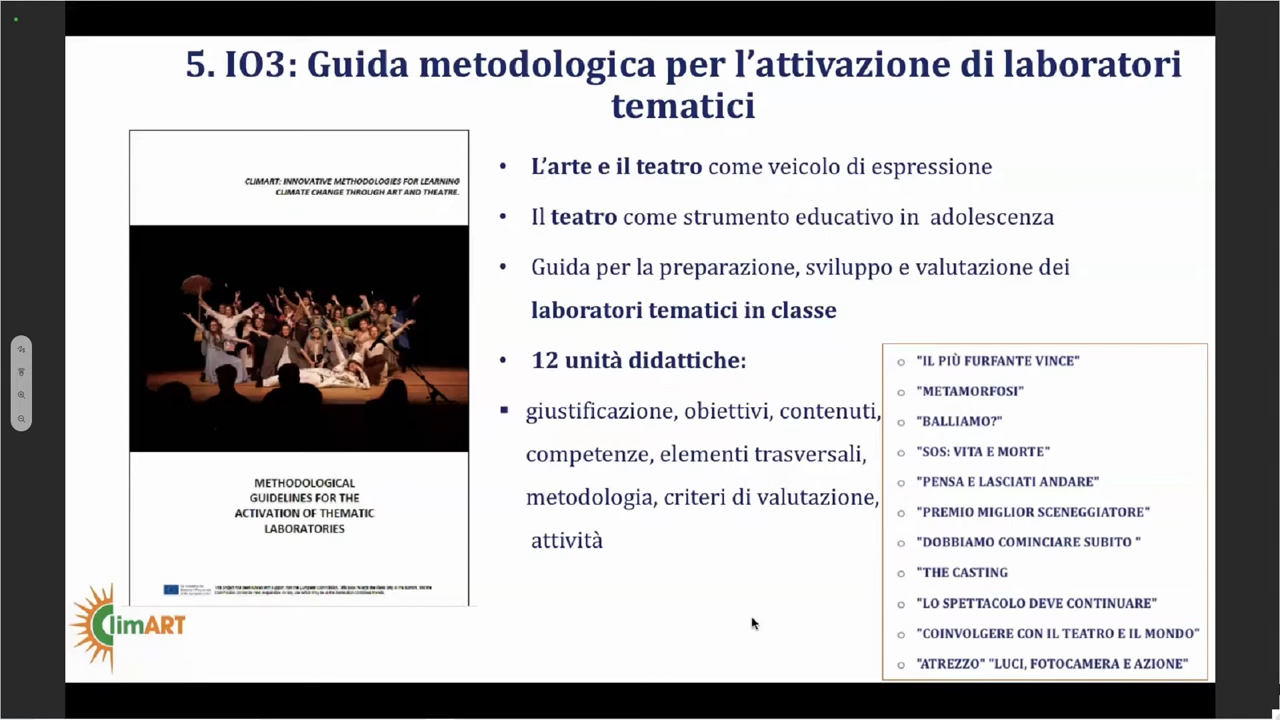 5. IO3: Guida metodologica per l’attivazione di laboratori
tematici
CLIMART: INNOVATIVE METHODOLOGIES FOR LEARNING
CLIMATE CHANGE THROUGH ART AND THEATRE.
METHODOLOGICAL
GUIDELINES FOR THE
ACTIVATION OF THEMATIC
LABORATORIES
ClimART
• L’arte e il teatro come veicolo di espressione
• Il teatro come strumento educativo in adolescenza
• Guida per la preparazione, sviluppo e valutazione dei
laboratori tematici in classe
• 12 unità didattiche:
▪ giustificazione, obiettivi, contenuti,
competenze, elementi trasversali,
metodologia, criteri di valutazione,
attività
o "IL PIÙ FURFANTE VINCE"
o "METAMORFOSI"
o "BALLIAMO?"
o "SOS: VITA E MORTE"
o "PENSA E LASCIATI ANDARE"
o "PREMIO MIGLIOR SCENEGGIATORE"
o "DOBBIAMO COMINCIARE SUBITO "
o "THE CASTING
o "LO SPETTACOLO DEVE CONTINUARE"
o "COINVOLGERE CON IL TEATRO E IL MONDO"
o "ATREZZO" "LUCI, FOTOCAMERA E AZIONE"